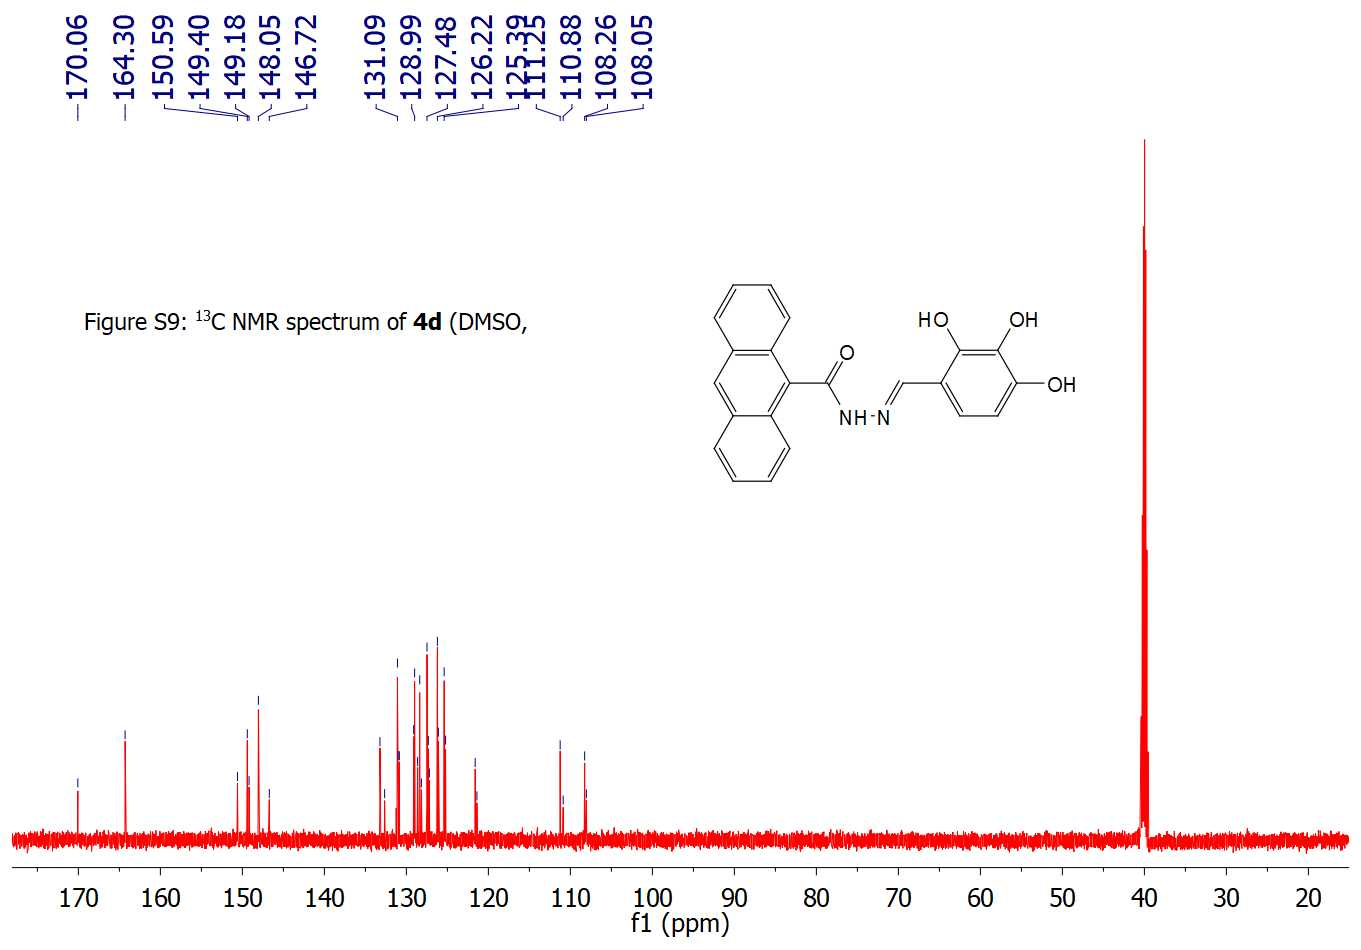 170.06
164.30
150.59
149.40
149.18
148.05
146.72
131.09
128.99
127.48
126.22
125.39
111.25
110.88
108.26
108.05
Figure S9: ¹³C NMR spectrum of 4d (DMSO,
HO
OH
O
OH
NH-N
170 160 150 140 130 120 110 100 90 80 70 60 50 40 30 20
f1 (ppm)